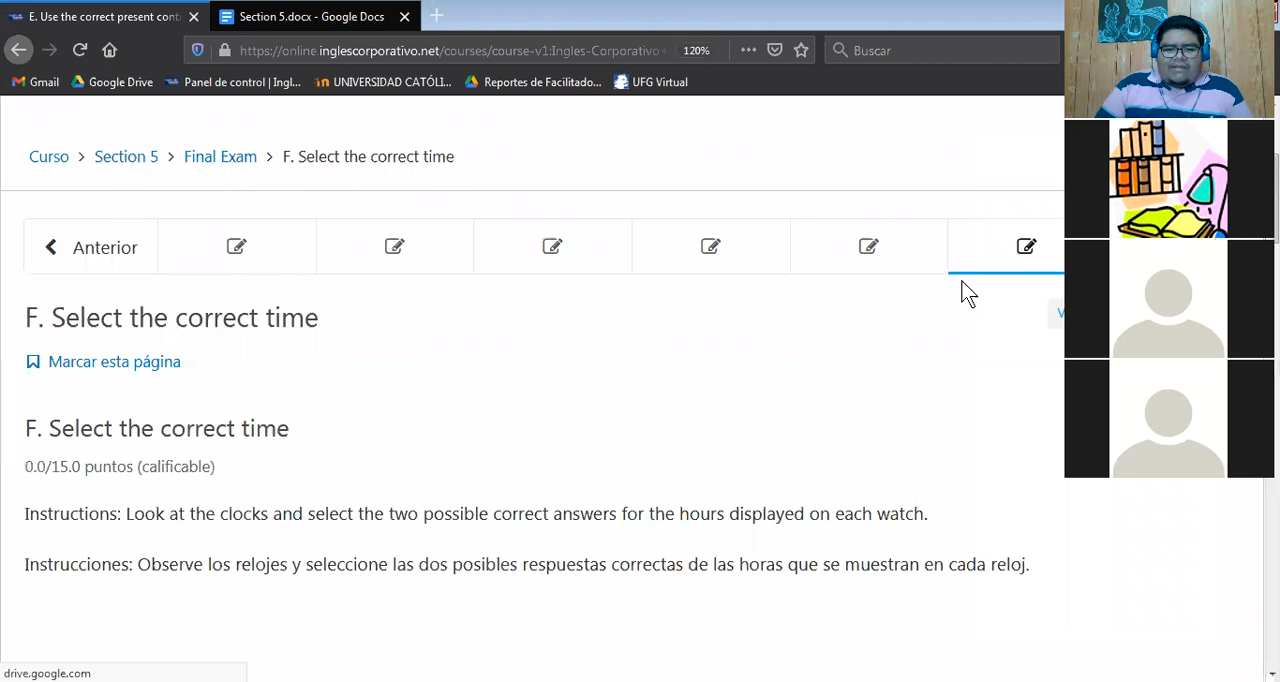 E. Use the correct present cont
Section 5.docx - Google Docs
https://online.inglescorporativo.net/courses/course-v1:Ingles-Corporativo
120%
Buscar
Gmail
Google Drive
Panel de control | Ingl...
UNIVERSIDAD CATÓLI...
Reportes de Facilitado...
UFG Virtual
Curso > Section 5 > Final Exam > F. Select the correct time
Anterior
F. Select the correct time
V
Marcar esta página
F. Select the correct time
0.0/15.0 puntos (calificable)
Instructions: Look at the clocks and select the two possible correct answers for the hours displayed on each watch.
Instrucciones: Observe los relojes y seleccione las dos posibles respuestas correctas de las horas que se muestran en cada reloj.
drive.google.com